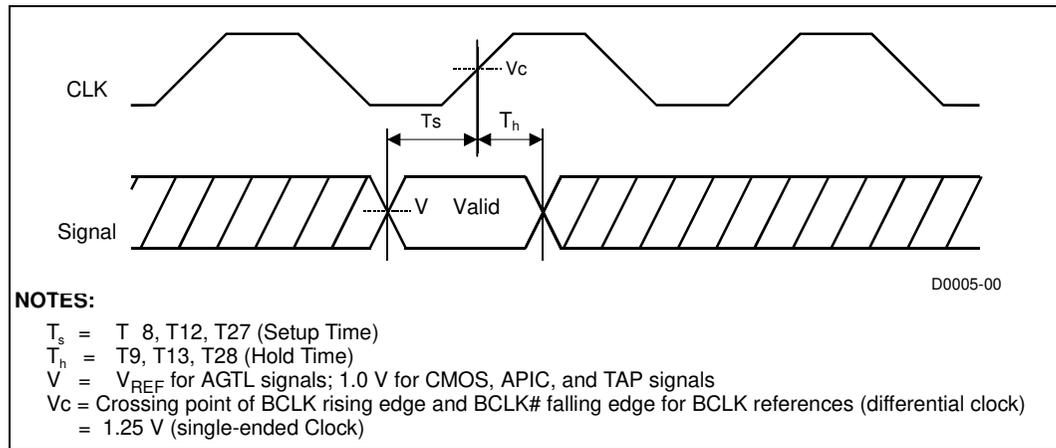 CLK
Vc
Ts
Th
Signal
V Valid
D0005-00
NOTES:
Ts = T 8, T12, T27 (Setup Time)
Th = T9, T13, T28 (Hold Time)
V = VREF for AGTL signals; 1.0 V for CMOS, APIC, and TAP signals
Vc = Crossing point of BCLK rising edge and BCLK# falling edge for BCLK references (differential clock)
= 1.25 V (single-ended Clock)